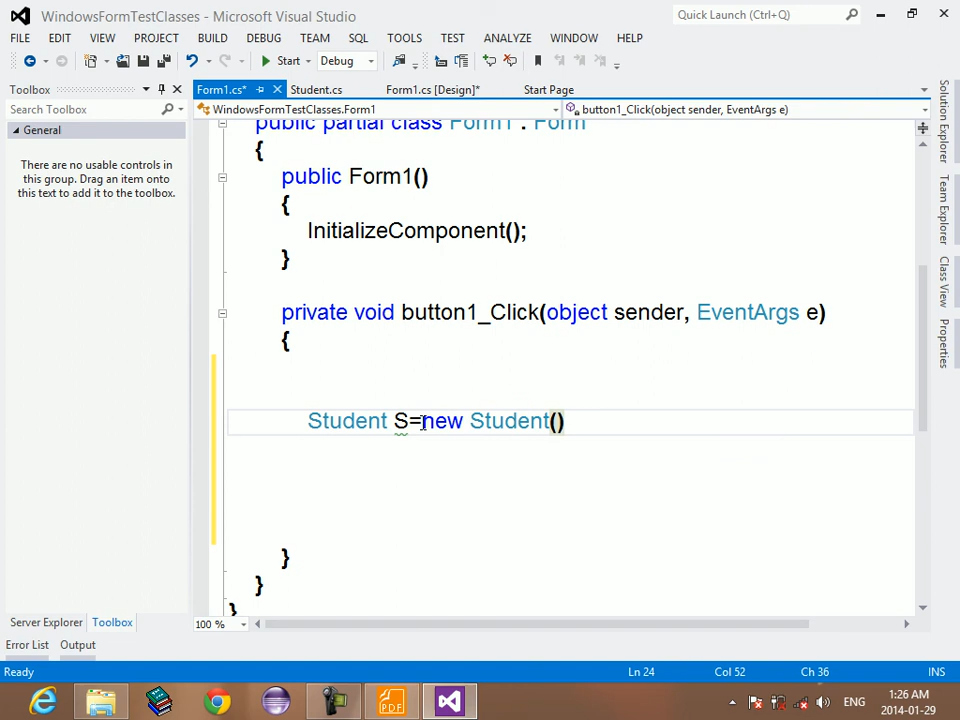 WindowsFormTestClasses - Microsoft Visual Studio
Quick Launch (Ctrl+Q)
FILE EDIT VIEW PROJECT BUILD DEBUG TEAM SQL TOOLS TEST ANALYZE WINDOW HELP
Start Debug
Toolbox
Form1.cs* Student.cs Form1.cs [Design]* Start Page
Search Toolbox
WindowsFormTestClasses.Form1 button1_Click(object sender, EventArgs e)
General
There are no usable controls in
this group. Drag an item onto
this text to add it to the toolbox.
public partial class Form1 : Form
{
public Form1()
{
InitializeComponent();
}
private void button1_Click(object sender, EventArgs e)
{
Student S=new Student()
}
}
}
Solution Explorer
Team Explorer
Class View
Properties
Server Explorer Toolbox
100 %
Error List Output
Ready Ln 24 Col 52 Ch 36 INS
PDF
ENG
1:26 AM
2014-01-29